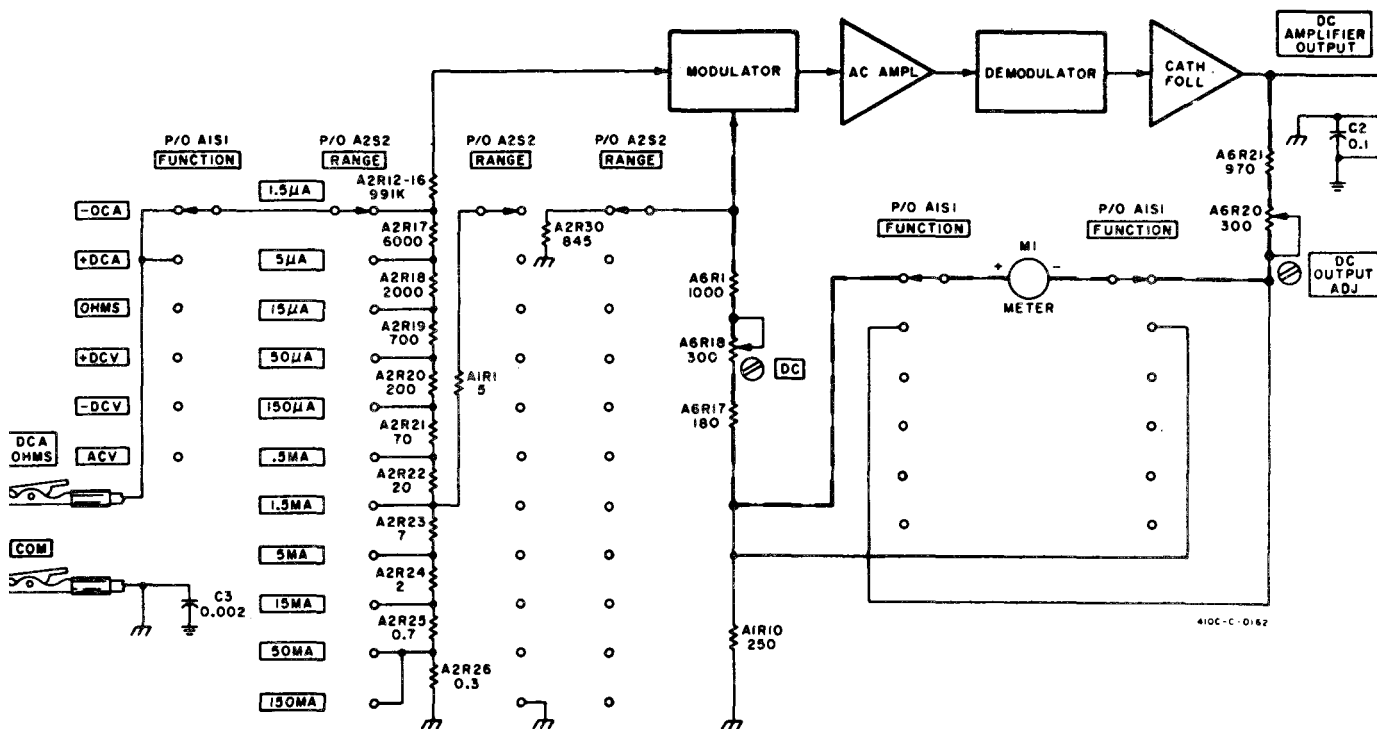 DC
AMPLIFIER
OUTPUT
MODULATOR
AC AMPL
DEMODULATOR
CATH
FOLL
C2
0.1
P/O A1S1
FUNCTION
P/O A2S2
RANGE
P/O A2S2
RANGE
P/O A2S2
RANGE
A6R21
970
1.5μA
A2R12-16
991K
-DCA
A2R17
6000
A2R30
845
P/O A1S1
FUNCTION
P/O A1S1
FUNCTION
A6R20
300
+DCA
5μA
A2R18
2000
A6R1
1000
M1
+
-
METER
DC
OUTPUT
ADJ
OHMS
15μA
A2R19
700
A6R18
300
DC
+DCV
50μA
A2R20
200
A1R1
5
-DCV
150μA
A2R21
70
A6R17
180
DCA
OHMS
ACV
.5MA
A2R22
20
1.5MA
A2R23
7
COM
5MA
A2R24
2
C3
0.002
15MA
A2R25
0.7
A1R10
250
410C-C-0162
50MA
A2R26
0.3
150MA